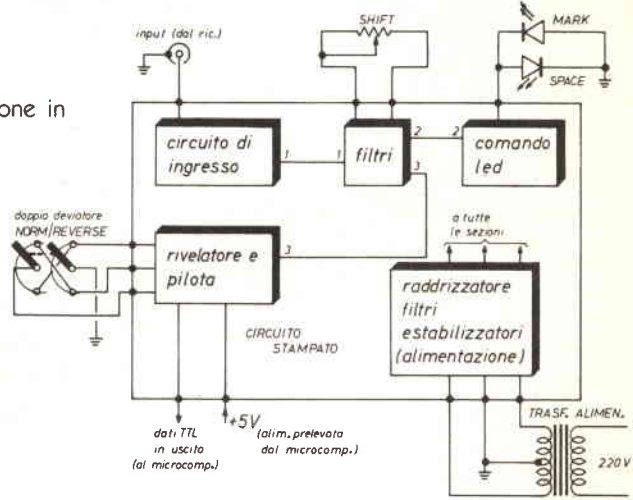 input (dal ric.)
SHIFT
MARK
SPACE
one in
circuito di
ingresso
1
1
filtri
2
2
3
comando
led
doppio deviatore
NORM/REVERSE
rivelatore e
pilota
3
a tutte
le sezioni
raddrizzatore
filtri
estabilizzatori
(alimentazione)
CIRCUITO
STAMPATO
dati TTL
in uscita
(al microcomp.)
+5V
(alim. prelevata
dal microcomp.)
TRASF. ALIMEN.
220V